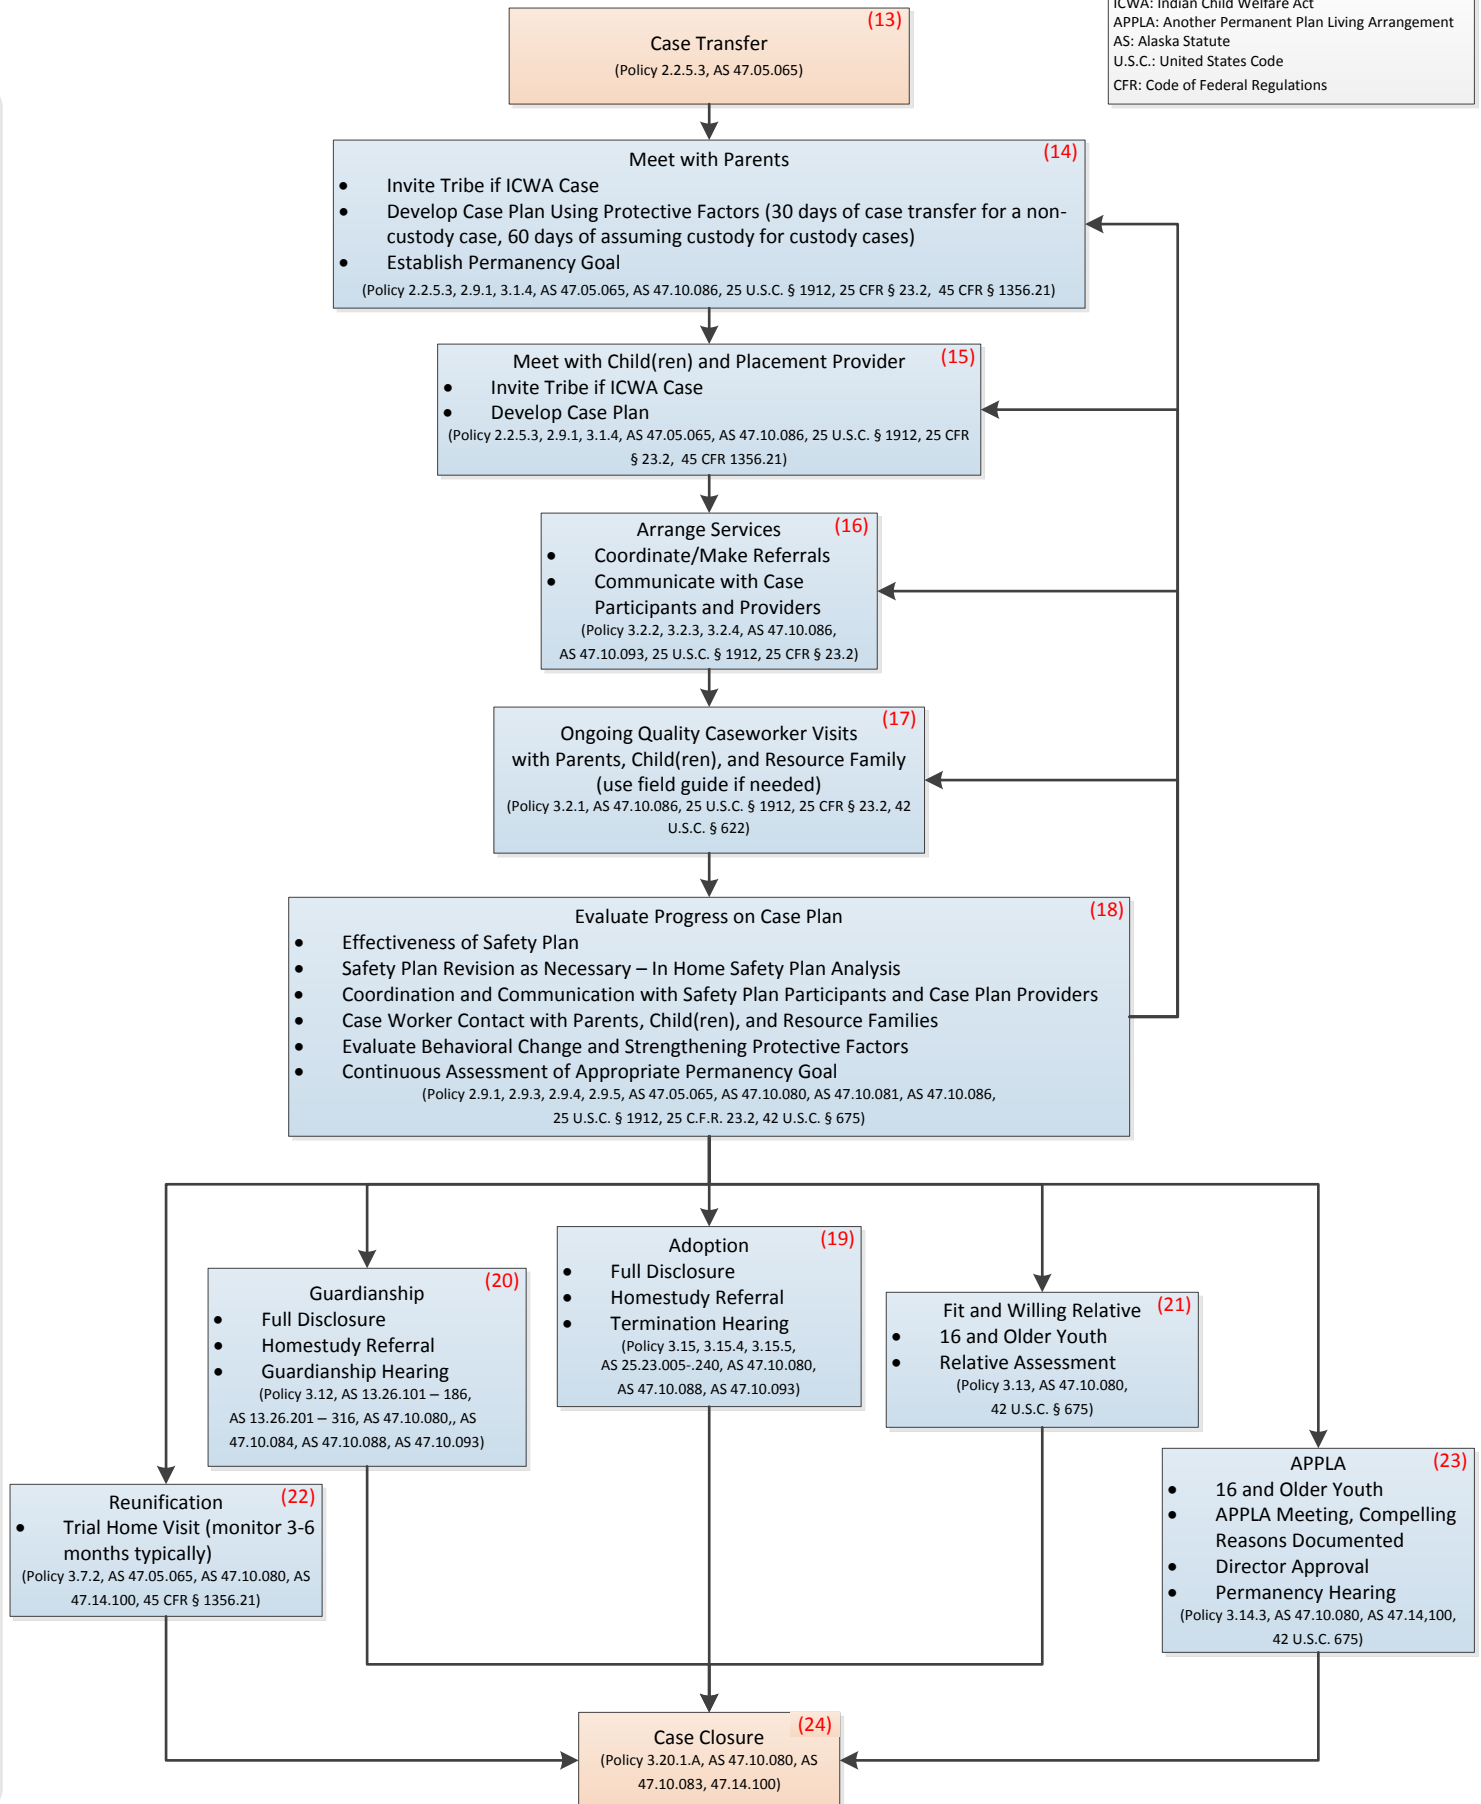 ICWA: Indian Child Welfare Act
APPLA: Another Permanent Plan Living Arrangement
AS: Alaska Statute
U.S.C.: United States Code
CFR: Code of Federal Regulations
(13)
Case Transfer
(Policy 2.2.5.3, AS 47.05.065)
(14)
Meet with Parents
• Invite Tribe if ICWA Case
• Develop Case Plan Using Protective Factors (30 days of case transfer for a non-
custody case, 60 days of assuming custody for custody cases)
• Establish Permanency Goal
(Policy 2.2.5.3, 2.9.1, 3.1.4, AS 47.05.065, AS 47.10.086, 25 U.S.C. § 1912, 25 CFR § 23.2, 45 CFR § 1356.21)
(15)
Meet with Child(ren) and Placement Provider
• Invite Tribe if ICWA Case
• Develop Case Plan
(Policy 2.2.5.3, 2.9.1, 3.1.4, AS 47.05.065, AS 47.10.086, 25 U.S.C. § 1912, 25 CFR
§ 23.2, 45 CFR 1356.21)
(16)
Arrange Services
• Coordinate/Make Referrals
• Communicate with Case
Participants and Providers
(Policy 3.2.2, 3.2.3, 3.2.4, AS 47.10.086,
AS 47.10.093, 25 U.S.C. § 1912, 25 CFR § 23.2)
(17)
Ongoing Quality Caseworker Visits
with Parents, Child(ren), and Resource Family
(use field guide if needed)
(Policy 3.2.1, AS 47.10.086, 25 U.S.C. § 1912, 25 CFR § 23.2, 42
U.S.C. § 622)
(18)
Evaluate Progress on Case Plan
• Effectiveness of Safety Plan
• Safety Plan Revision as Necessary – In Home Safety Plan Analysis
• Coordination and Communication with Safety Plan Participants and Case Plan Providers
• Case Worker Contact with Parents, Child(ren), and Resource Families
• Evaluate Behavioral Change and Strengthening Protective Factors
• Continuous Assessment of Appropriate Permanency Goal
(Policy 2.9.1, 2.9.3, 2.9.4, 2.9.5, AS 47.05.065, AS 47.10.080, AS 47.10.081, AS 47.10.086,
25 U.S.C. § 1912, 25 C.F.R. 23.2, 42 U.S.C. § 675)
(19)
Adoption
• Full Disclosure
• Homestudy Referral
• Termination Hearing
(Policy 3.15, 3.15.4, 3.15.5,
AS 25.23.005-.240, AS 47.10.080,
AS 47.10.088, AS 47.10.093)
(20)
Guardianship
• Full Disclosure
• Homestudy Referral
• Guardianship Hearing
(Policy 3.12, AS 13.26.101 – 186,
AS 13.26.201 – 316, AS 47.10.080,, AS
47.10.084, AS 47.10.088, AS 47.10.093)
(21)
Fit and Willing Relative
• 16 and Older Youth
• Relative Assessment
(Policy 3.13, AS 47.10.080,
42 U.S.C. § 675)
(22)
Reunification
• Trial Home Visit (monitor 3-6
months typically)
(Policy 3.7.2, AS 47.05.065, AS 47.10.080, AS
47.14.100, 45 CFR § 1356.21)
(23)
APPLA
• 16 and Older Youth
• APPLA Meeting, Compelling
Reasons Documented
• Director Approval
• Permanency Hearing
(Policy 3.14.3, AS 47.10.080, AS 47.14,100,
42 U.S.C. 675)
(24)
Case Closure
(Policy 3.20.1.A, AS 47.10.080, AS
47.10.083, 47.14.100)